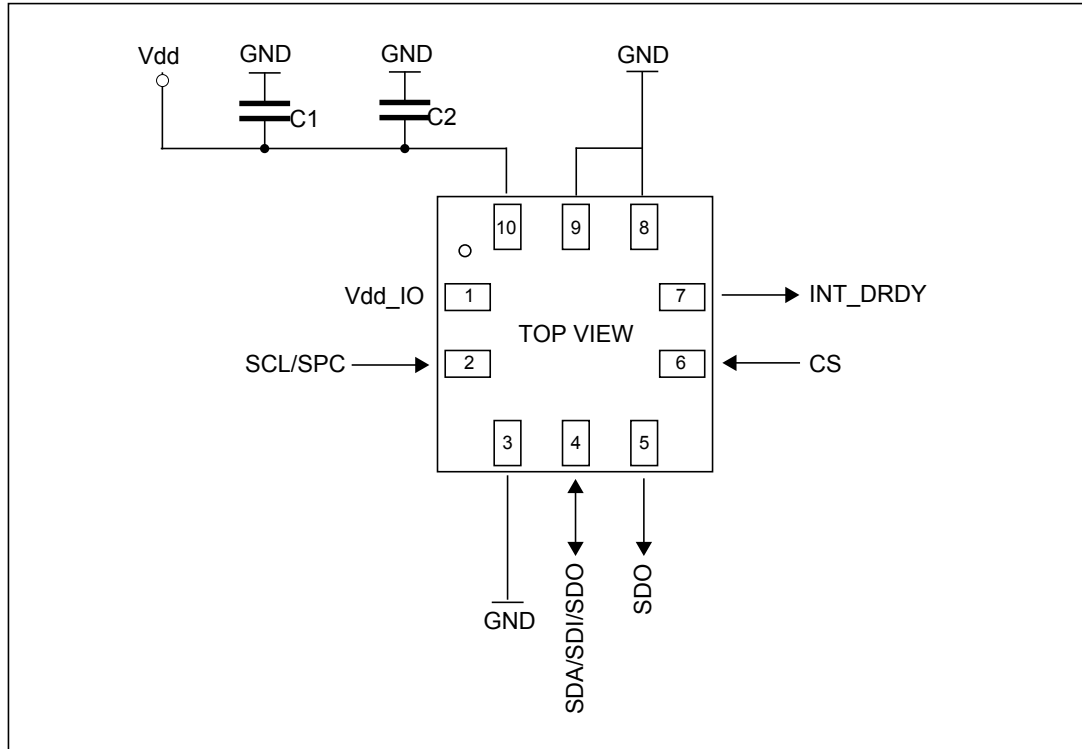 Vdd
GND
GND
GND
C1
C2
10
9
8
Vdd_IO
1
7
INT_DRDY
TOP VIEW
SCL/SPC
2
6
CS
3
4
5
GND
SDA/SDI/SDO
SDO